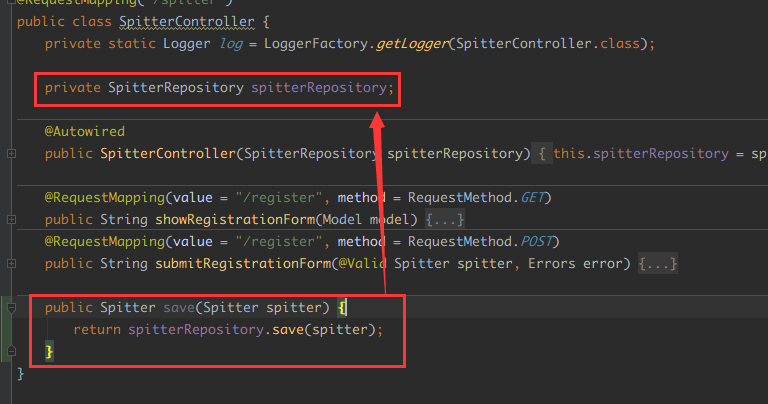 @RequestMapping("/spitter")
public class SpitterController {
private static Logger log = LoggerFactory.getLogger(SpitterController.class);
private SpitterRepository spitterRepository;
@Autowired
public SpitterController(SpitterRepository spitterRepository) { this.spitterRepository = sp
@RequestMapping(value = "/register", method = RequestMethod.GET)
public String showRegistrationForm(Model model) {...}
@RequestMapping(value = "/register", method = RequestMethod.POST)
public String submitRegistrationForm(@Valid Spitter spitter, Errors error) {...}
public Spitter save(Spitter spitter) {
return spitterRepository.save(spitter);
}
}